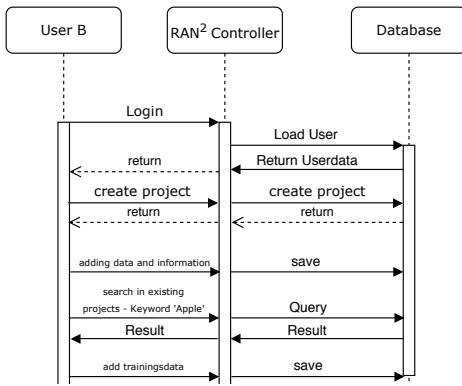 User B
RAN² Controller
Database
Login
Load User
return
Return Userdata
create project
create project
return
return
adding data and information
save
search in existing
projects - Keyword 'Apple'
Query
Result
Result
add trainingsdata
save